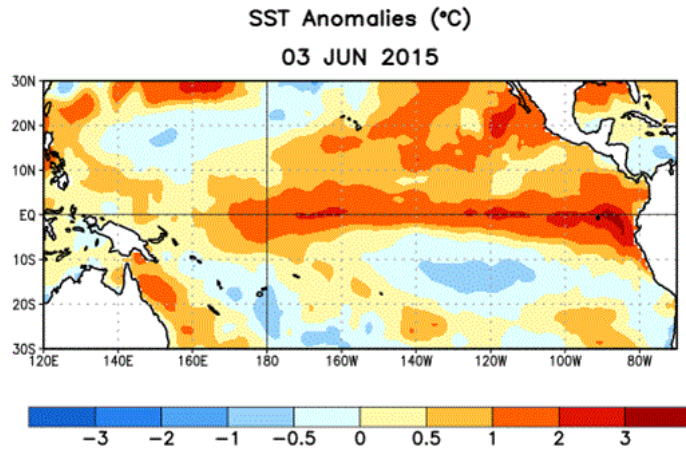 SST Anomalies (°C)
03 JUN 2015
30N
20N
10N
EQ
10S
20S
30S
120E 140E 160E 180 160W 140W 120W 100W 80W
-3 -2 -1 -0.5 0 0.5 1 2 3